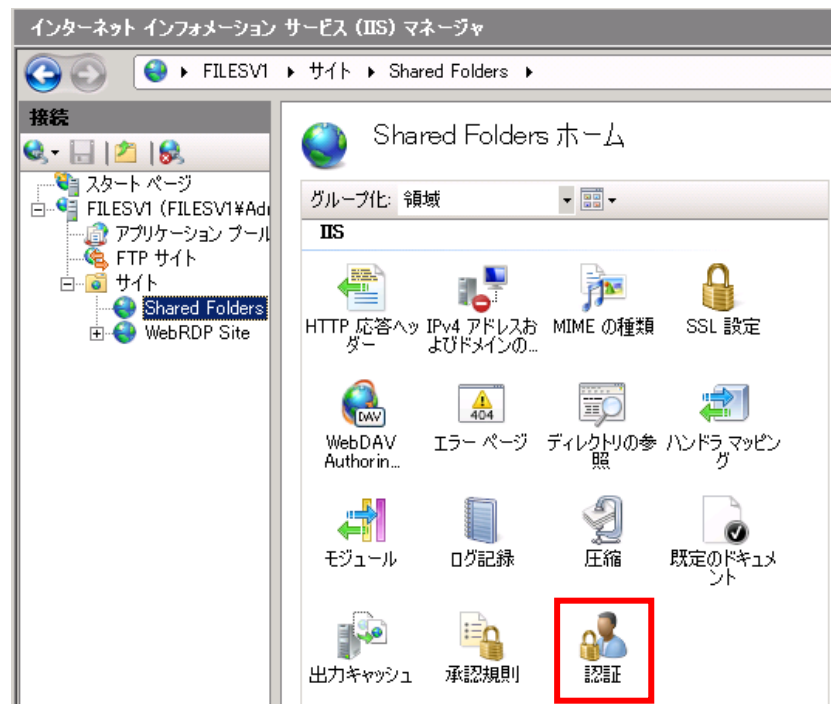 インターネット インフォメーション サービス (IIS) マネージャ
FILESV1 サイト Shared Folders
接続
Shared Folders ホーム
スタート ページ
FILESV1 (FILESV1¥Adm
アプリケーション プール
FTP サイト
サイト
Shared Folders
WebRDP Site
グループ化: 領域
IIS
HTTP 応答ヘッ
ダー
IPv4 アドレスお
よびドメインの...
MIME の種類
SSL 設定
DAV
WebDAV
Authorin...
404
エラー ページ
ディレクトリの参
照
ハンドラ マッピン
グ
モジュール
ログ記録
圧縮
既定のドキュメ
ント
出力キャッシュ
承認規則
認証